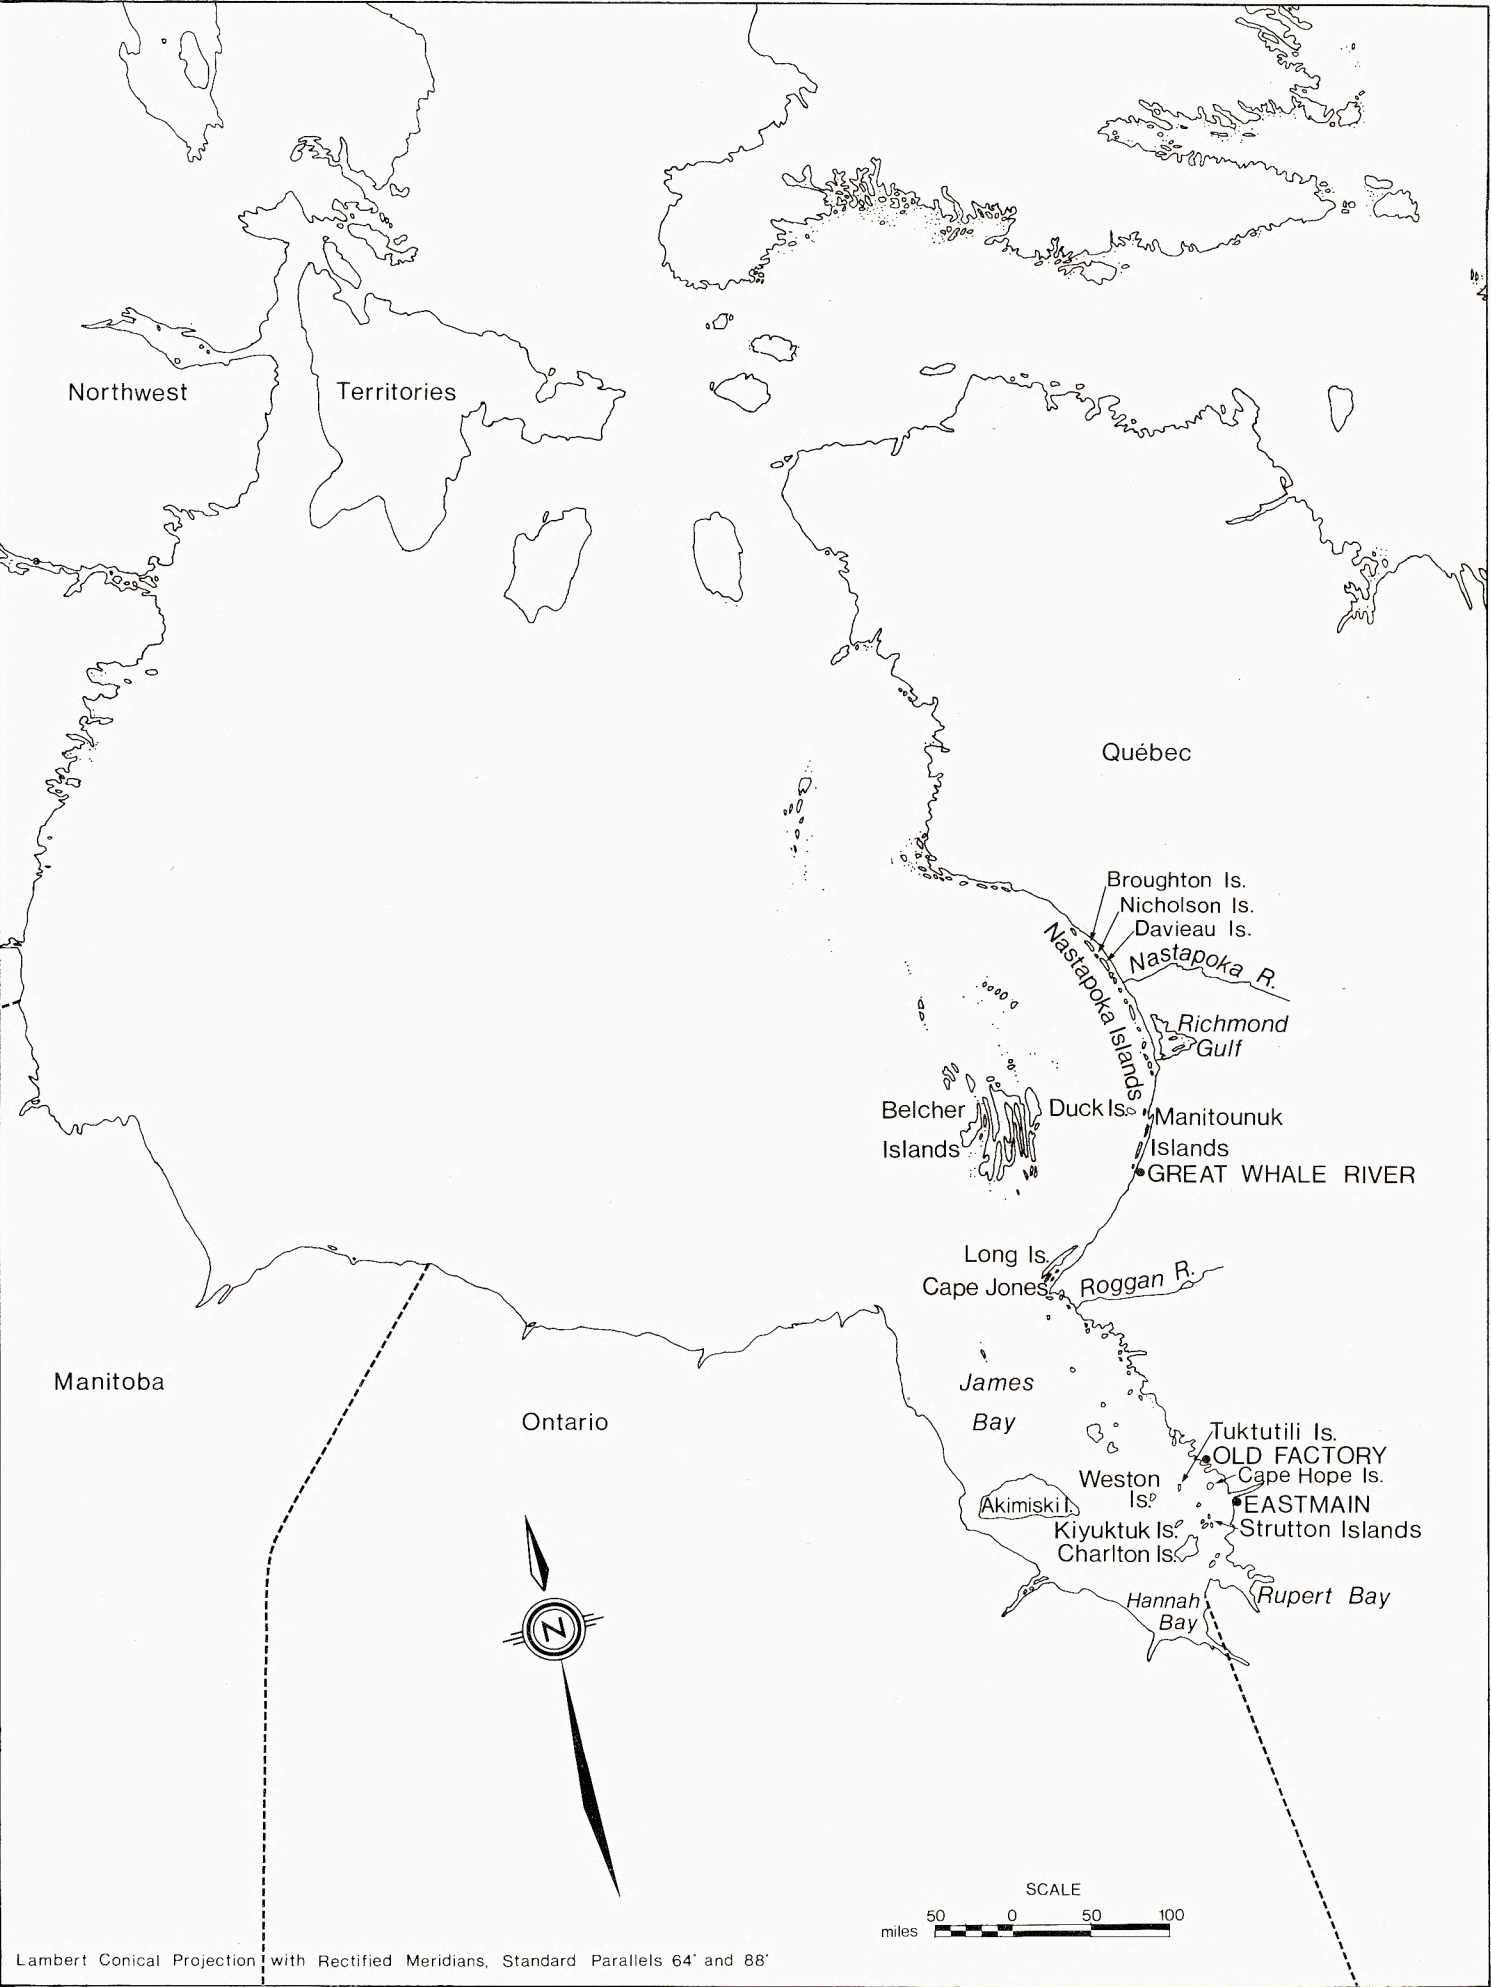 Northwest Territories
Québec
Broughton Is.
Nicholson Is.
Davieau Is.
Nastapoka R.
Nastapoka Islands
Richmond
Gulf
Belcher
Islands
Duck Is.
Manitounuk
Islands
GREAT WHALE RIVER
Long Is.
Cape Jones
Roggan R.
Manitoba
Ontario
James
Bay
Tuktutili Is.
OLD FACTORY
Cape Hope Is.
Weston
Is.
Akimiski I.
EASTMAIN
Kiyuktuk Is.
Strutton Islands
Charlton Is.
Hannah
Bay
Rupert Bay
N
SCALE
50 0 50 100
miles
Lambert Conical Projection with Rectified Meridians, Standard Parallels 64° and 88°